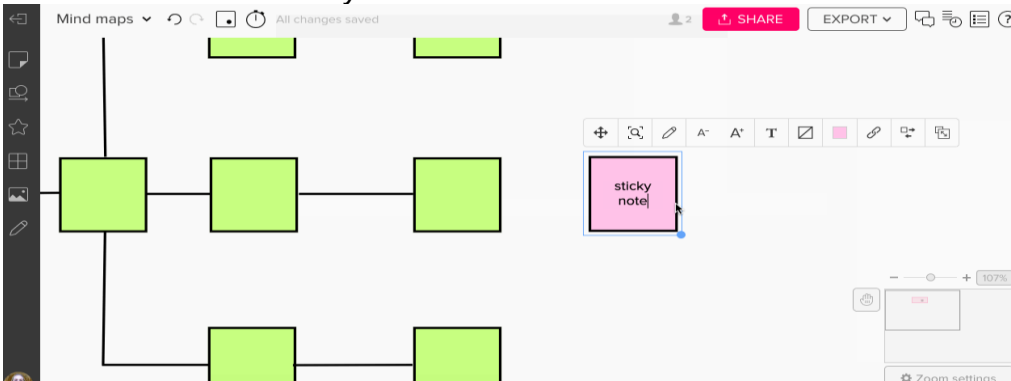 Mind maps
All changes saved
2
SHARE
EXPORT
A-
A+
T
sticky
note
107%
Zoom settings